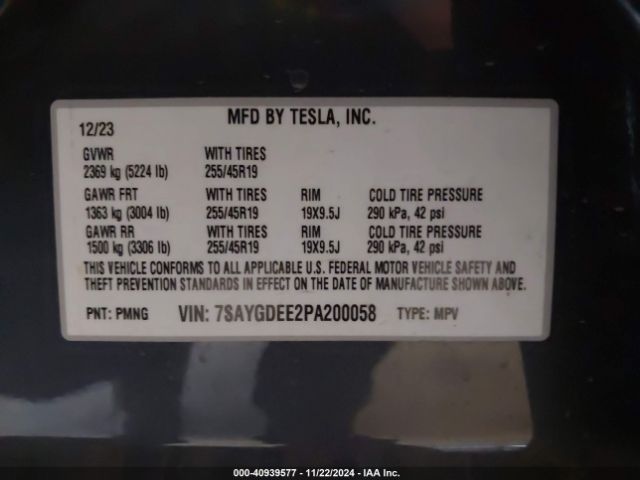 MFD BY TESLA, INC.
12/23
GVWR WITH TIRES
2369 kg (5224 lb) 255/45R19
GAWR FRT WITH TIRES RIM COLD TIRE PRESSURE
1363 kg (3004 lb) 255/45R19 19X9.5J 290 kPa, 42 psi
GAWR RR WITH TIRES RIM COLD TIRE PRESSURE
1500 kg (3306 lb) 255/45R19 19X9.5J 290 kPa, 42 psi
THIS VEHICLE CONFORMS TO ALL APPLICABLE U.S. FEDERAL MOTOR VEHICLE SAFETY AND
THEFT PREVENTION STANDARDS IN EFFECT ON THE DATE OF MANUFACTURE SHOWN ABOVE.
PNT: PMNG VIN: 7SAYGDEE2PA200058 TYPE: MPV
000-40939577 - 11/22/2024 - IAA Inc.